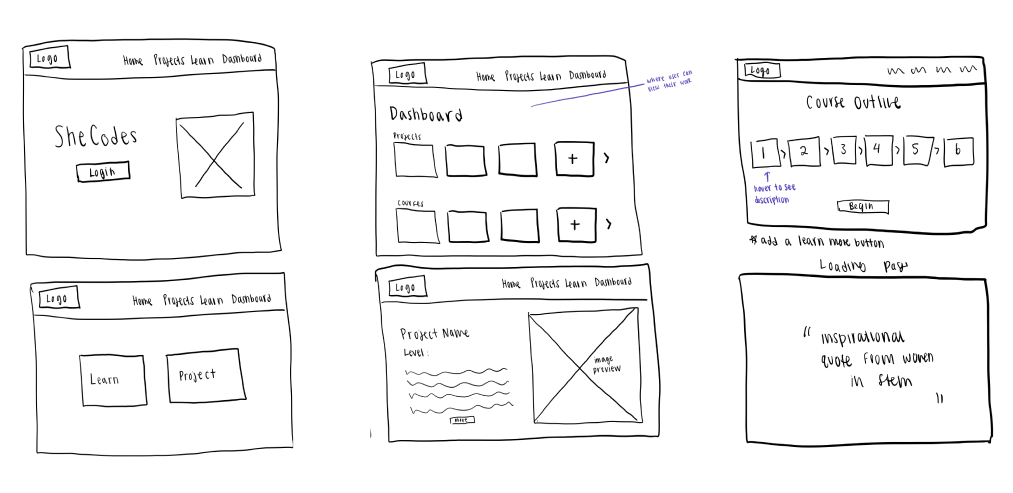 Logo
Home Projects Learn Dashboard
SheCodes
Login
Logo
Home Projects Learn Dashboard
Learn
Project
Logo
Home Projects Learn Dashboard
where user can
view their work
Dashboard
Projects
+ >
Courses
+ >
Logo
Home Projects Learn Dashboard
Project Name
Level:
image
preview
more
Logo
Course Outline
1 > 2 > 3 > 4 > 5 > 6
hover to see
description
Begin
* add a learn more button
Loading page
"inspirational
quote from women
in stem
"